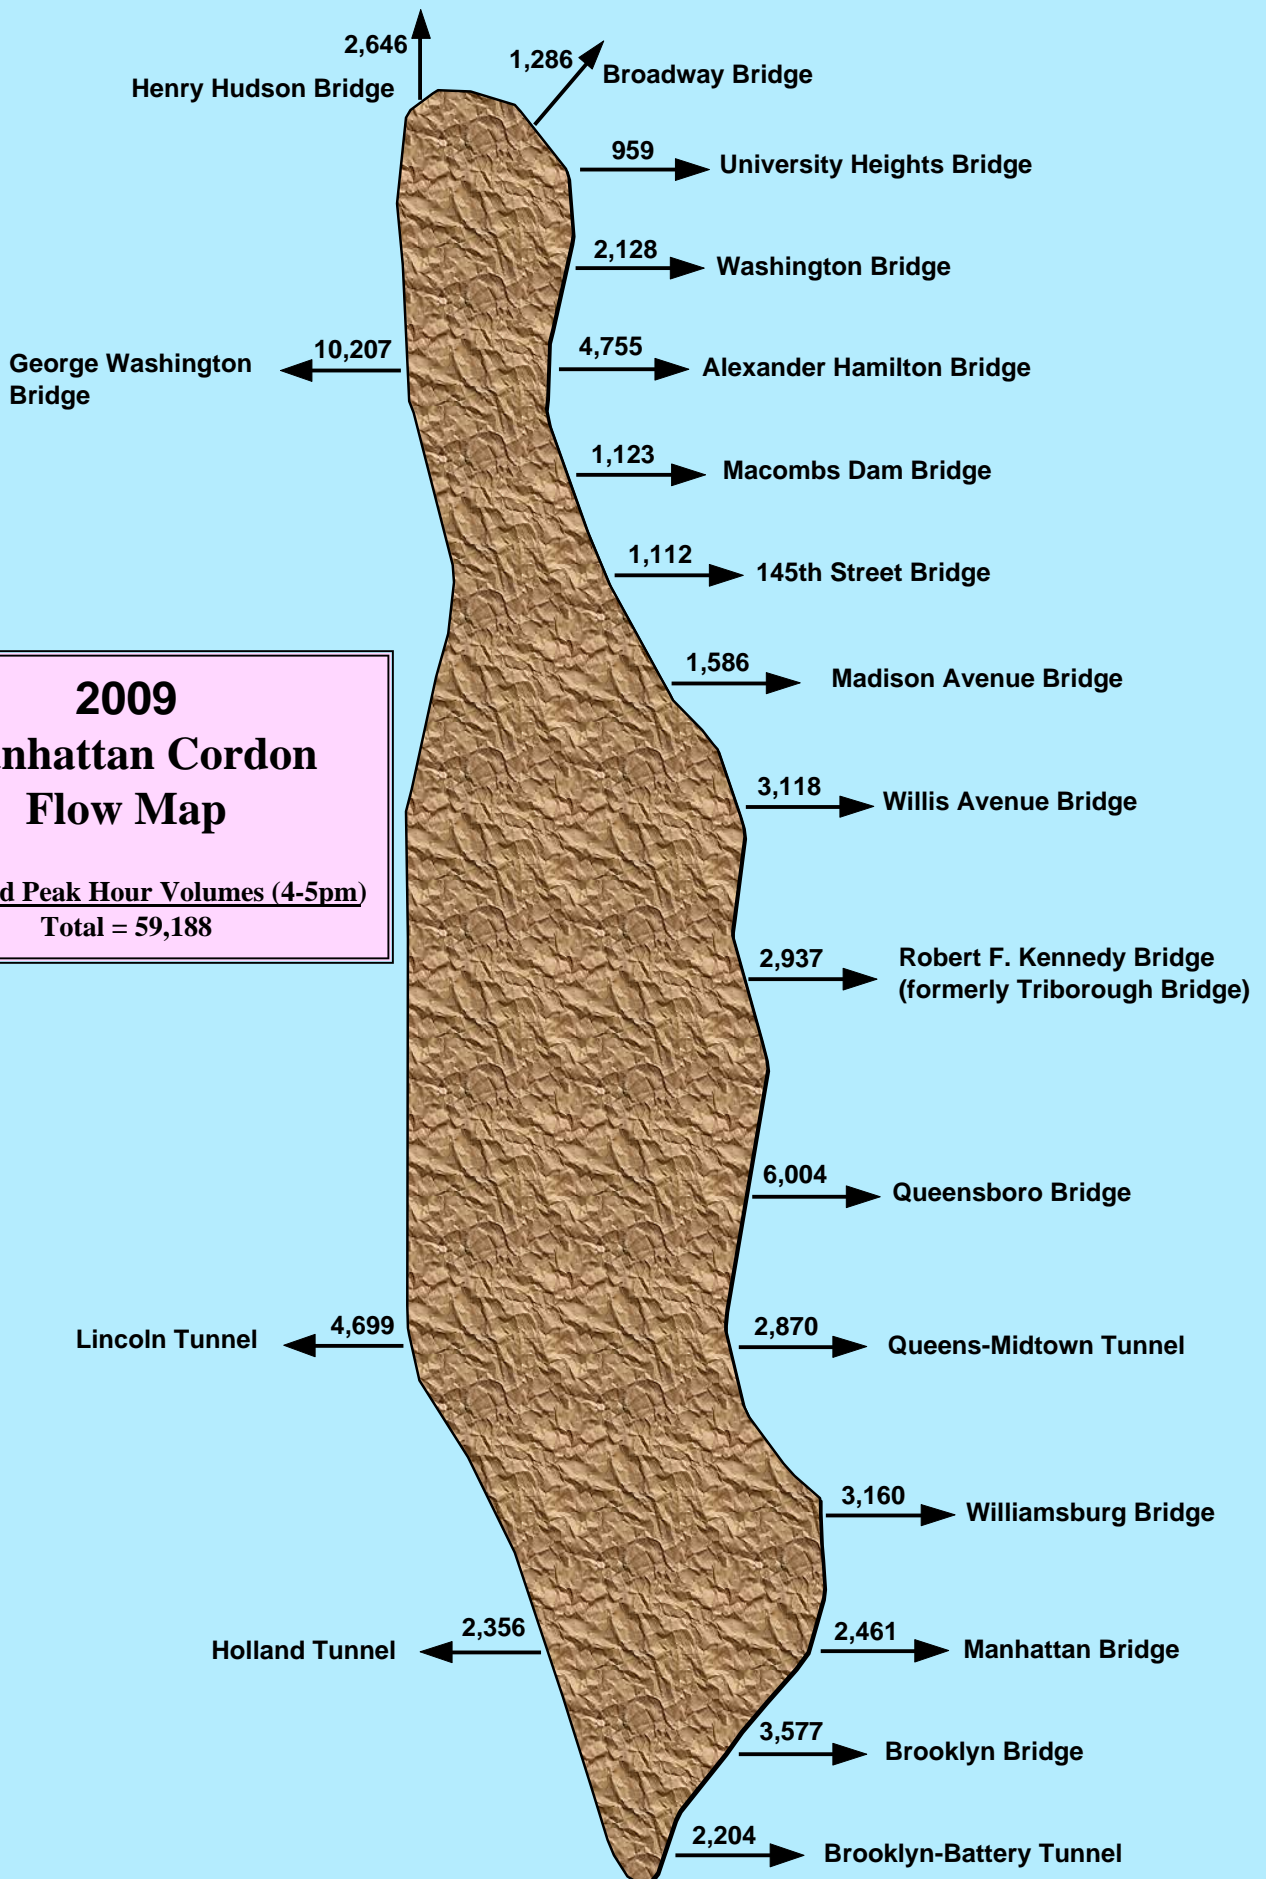 2,646
1,286
Henry Hudson Bridge
Broadway Bridge
959
University Heights Bridge
2,128
Washington Bridge
George Washington
Bridge
10,207
4,755
Alexander Hamilton Bridge
1,123
Macombs Dam Bridge
1,112
145th Street Bridge
1,586
Madison Avenue Bridge
2009
nhattan Cordon
Flow Map
d Peak Hour Volumes (4-5pm)
Total = 59,188
3,118
Willis Avenue Bridge
2,937
Robert F. Kennedy Bridge
(formerly Triborough Bridge)
6,004
Queensboro Bridge
Lincoln Tunnel
4,699
2,870
Queens-Midtown Tunnel
3,160
Williamsburg Bridge
Holland Tunnel
2,356
2,461
Manhattan Bridge
3,577
Brooklyn Bridge
2,204
Brooklyn-Battery Tunnel